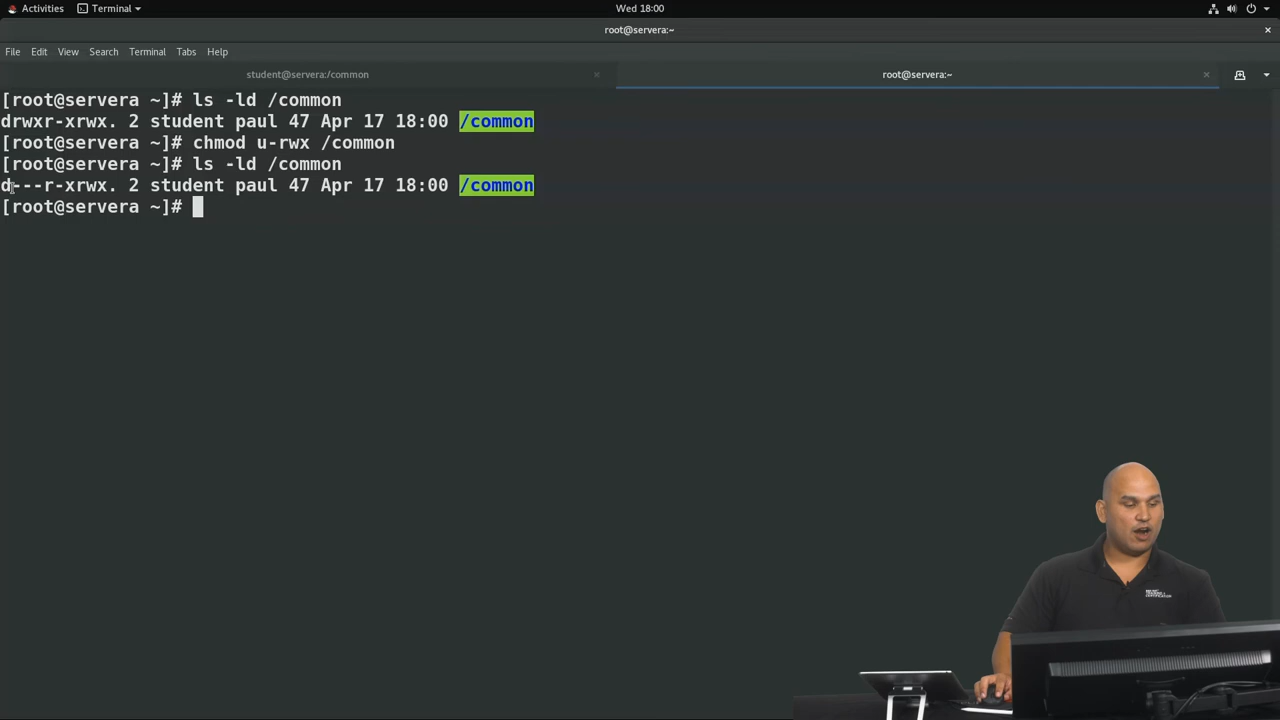 Activities Terminal Wed 18:00
root@servera:~
File Edit View Search Terminal Tabs Help
student@servera:/common root@servera:~
[root@servera ~]# ls -ld /common
drwxr-xrwx. 2 student paul 47 Apr 17 18:00 /common
[root@servera ~]# chmod u-rwx /common
[root@servera ~]# ls -ld /common
d---r-xrwx. 2 student paul 47 Apr 17 18:00 /common
[root@servera ~]#